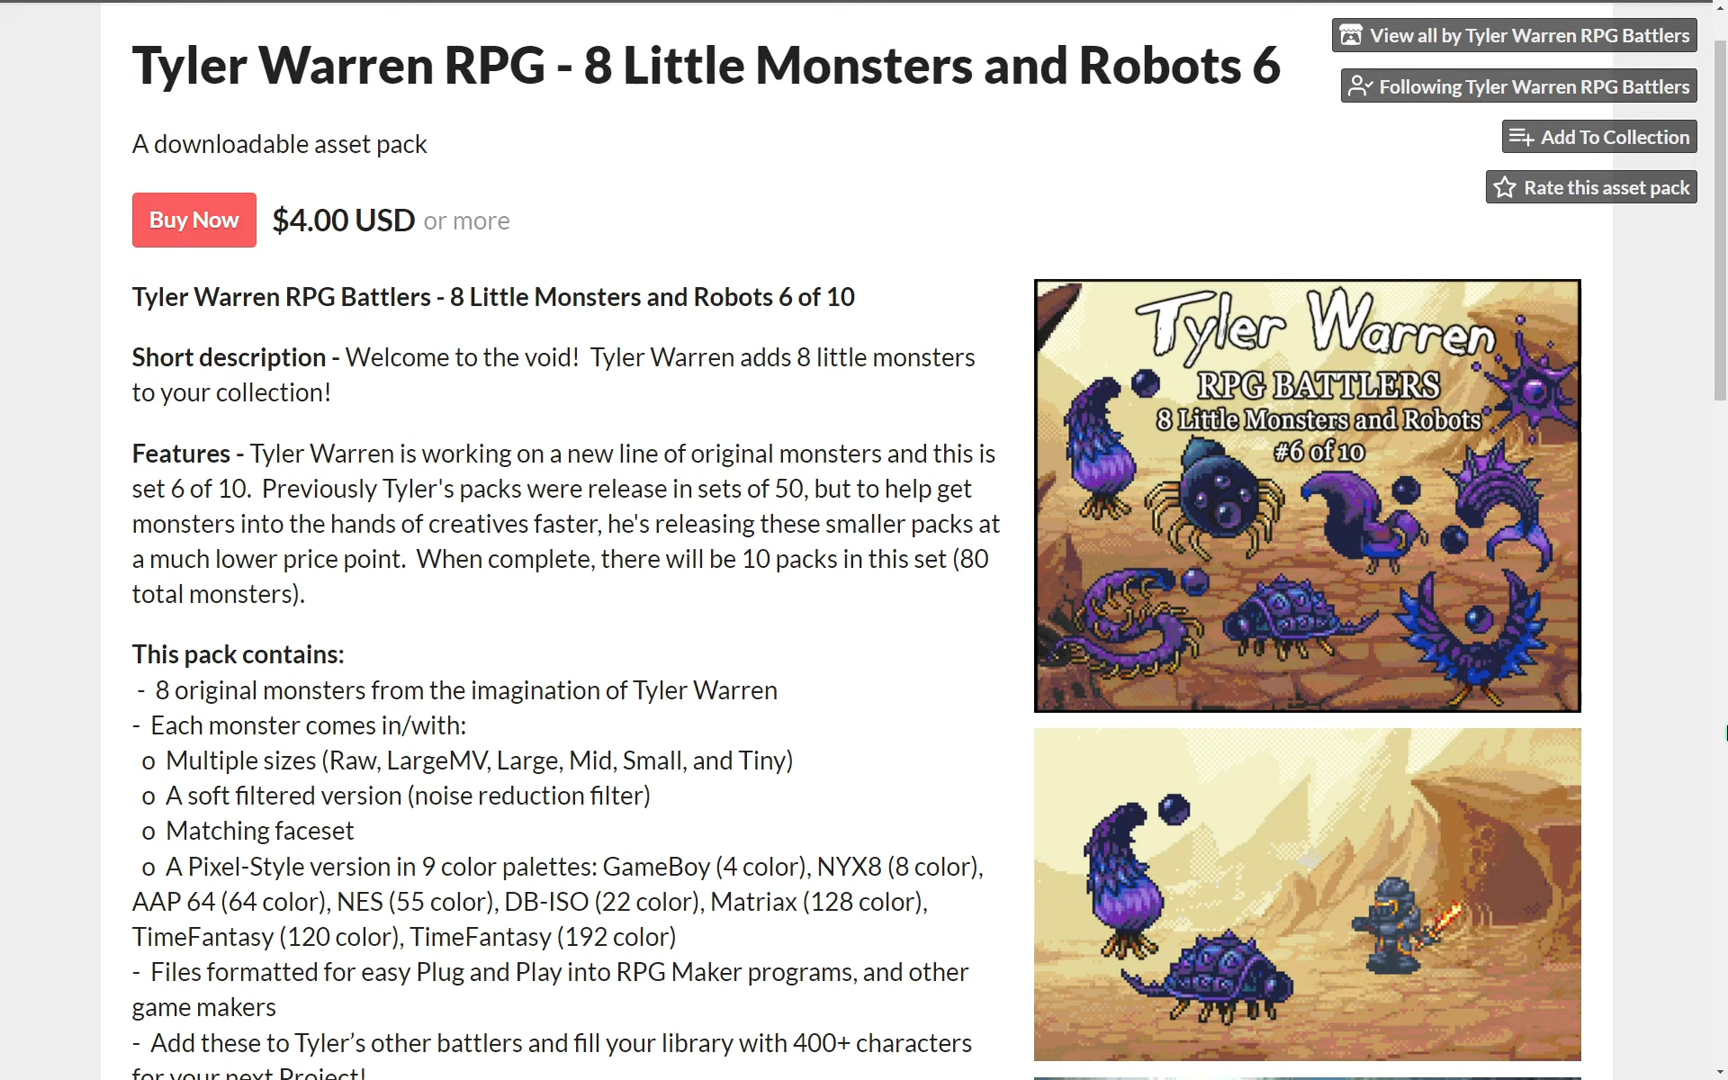 Tyler Warren RPG - 8 Little Monsters and Robots 6
View all by Tyler Warren RPG Battlers
Following Tyler Warren RPG Battlers
Add To Collection
Rate this asset pack
A downloadable asset pack
Buy Now $4.00 USD or more
Tyler Warren RPG Battlers - 8 Little Monsters and Robots 6 of 10
Short description - Welcome to the void!  Tyler Warren adds 8 little monsters
to your collection!
Features - Tyler Warren is working on a new line of original monsters and this is
set 6 of 10.  Previously Tyler's packs were release in sets of 50, but to help get
monsters into the hands of creatives faster, he's releasing these smaller packs at
a much lower price point.  When complete, there will be 10 packs in this set (80
total monsters).
This pack contains:
-  8 original monsters from the imagination of Tyler Warren
-  Each monster comes in/with:
o  Multiple sizes (Raw, LargeMV, Large, Mid, Small, and Tiny)
o  A soft filtered version (noise reduction filter)
o  Matching faceset
o  A Pixel-Style version in 9 color palettes: GameBoy (4 color), NYX8 (8 color),
AAP 64 (64 color), NES (55 color), DB-ISO (22 color), Matriax (128 color),
TimeFantasy (120 color), TimeFantasy (192 color)
-  Files formatted for easy Plug and Play into RPG Maker programs, and other
game makers
-  Add these to Tyler’s other battlers and fill your library with 400+ characters
for your next Project!
Tyler Warren
RPG BATTLERS
8 Little Monsters and Robots
#6 of 10